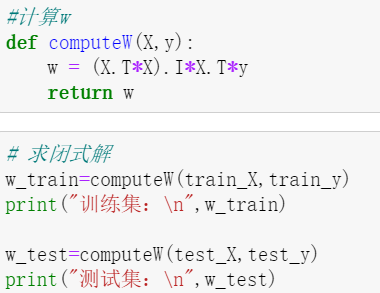 #计算w
def computeW(X,y):
    w = (X.T*X).I*X.T*y
    return w
# 求闭式解
w_train=computeW(train_X,train_y)
print("训练集：\n",w_train)
w_test=computeW(test_X,test_y)
print("测试集：\n",w_test)